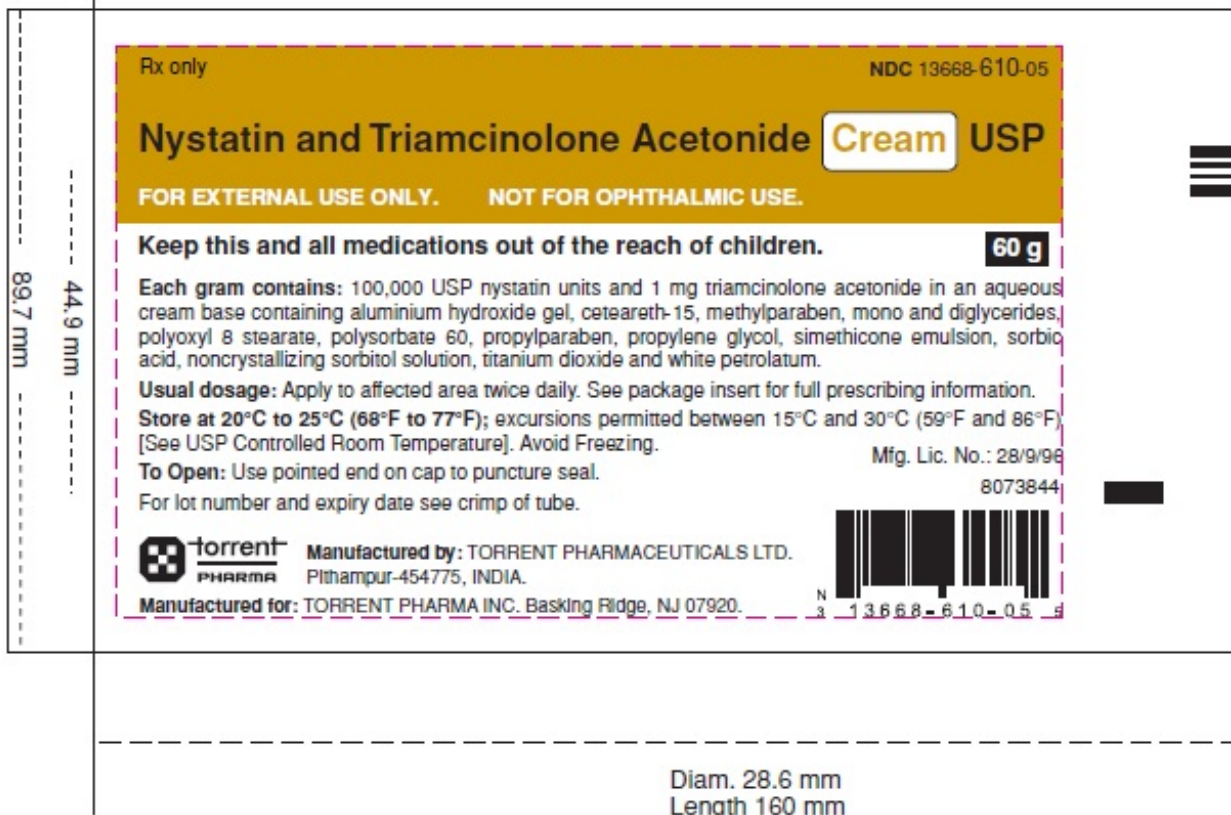 Rx only
NDC 13668-610-05
Nystatin and Triamcinolone Acetonide Cream USP
FOR EXTERNAL USE ONLY. NOT FOR OPHTHALMIC USE.
Keep this and all medications out of the reach of children.
60 g
Each gram contains: 100,000 USP nystatin units and 1 mg triamcinolone acetonide in an aqueous
cream base containing aluminium hydroxide gel, ceteareth-15, methylparaben, mono and diglycerides,
polyoxyl 8 stearate, polysorbate 60, propylparaben, propylene glycol, simethicone emulsion, sorbic
acid, noncrystallizing sorbitol solution, titanium dioxide and white petrolatum.
Usual dosage: Apply to affected area twice daily. See package insert for full prescribing information.
Store at 20°C to 25°C (68°F to 77°F); excursions permitted between 15°C and 30°C (59°F and 86°F)
[See USP Controlled Room Temperature]. Avoid Freezing.
Mfg. Lic. No.: 28/9/96
To Open: Use pointed end on cap to puncture seal.
8073844
For lot number and expiry date see crimp of tube.
torrent
PHARMA
Manufactured by: TORRENT PHARMACEUTICALS LTD.
Pithampur-454775, INDIA.
Manufactured for: TORRENT PHARMA INC. Basking Ridge, NJ 07920.
N
3 13668-610-05 5
89.7 mm
44.9 mm
Diam. 28.6 mm
Length 160 mm